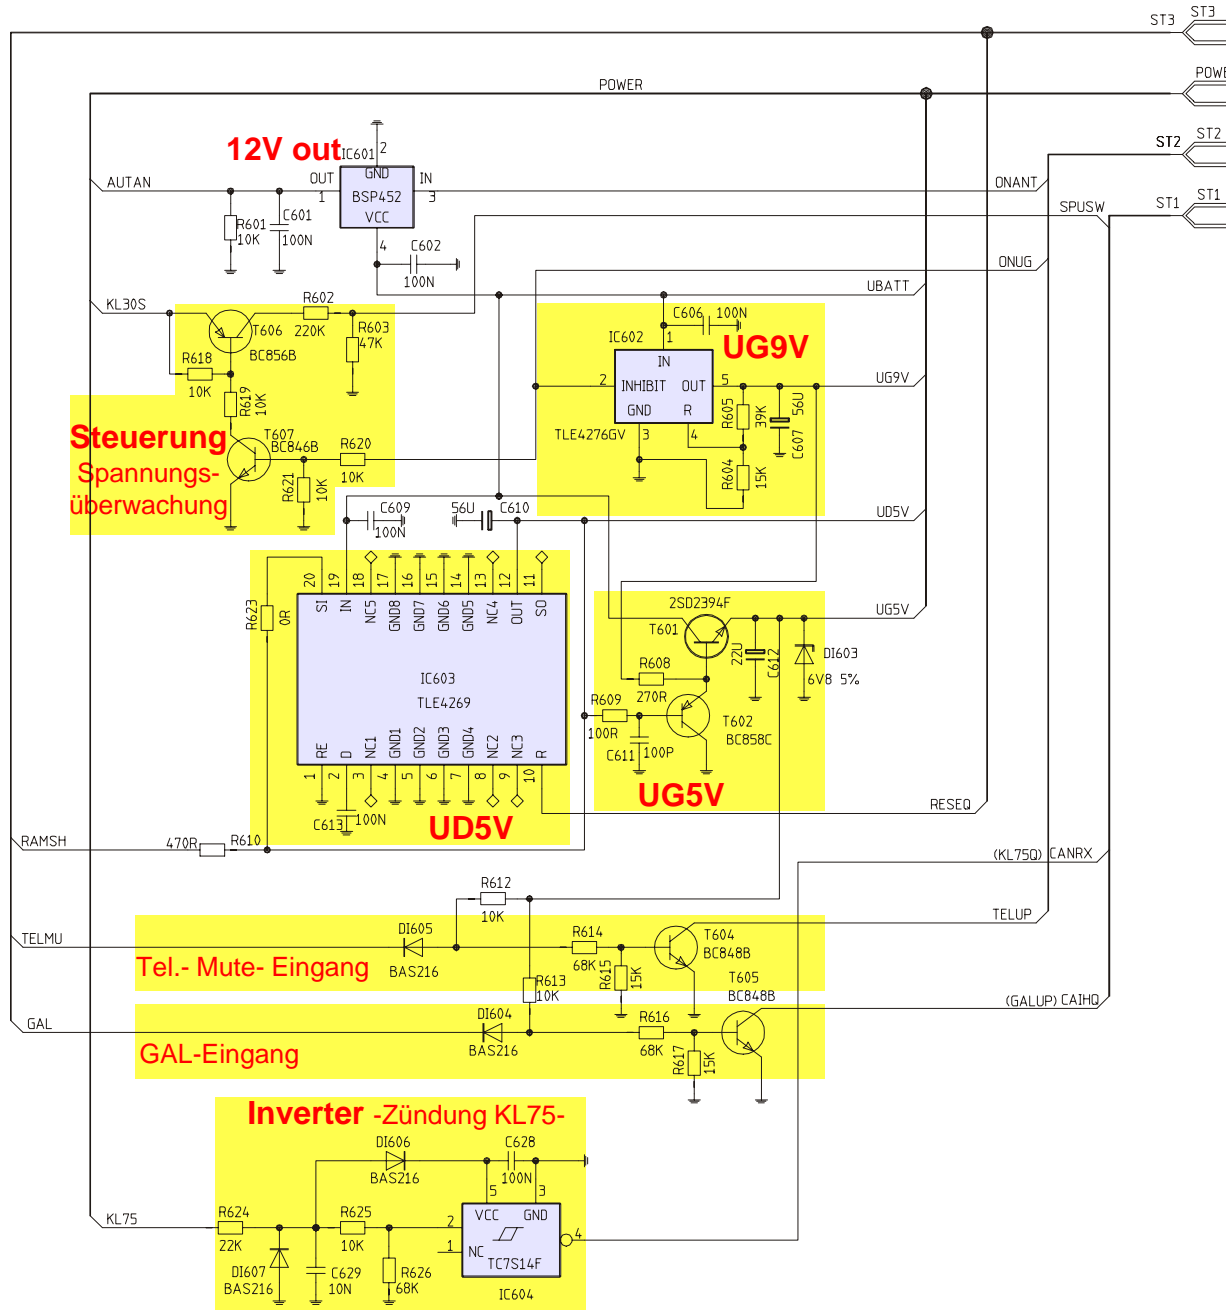 ST3
ST3
POWER
POWE
12V out
IC601
2
GND
ST2
ST2
AUTAN
OUT
BSP452
IN
ONANT
1
3
VCC
R601
10K
C601
100N
SPUSW
ST1
ST1
4
C602
100N
ONUG
UBATT
KL30S
R602
220K
C606
100N
T606
BC856B
R603
47K
IC602
1
IN
UG9V
R618
10K
2
INHIBIT
OUT
5
UG9V
R619
10K
GND
R
R605
39K
56U
C607
TLE4276GV
3
4
Steuerung
T607
BC846B
R620
10K
R604
15K
Spannungs-
überwachung
R621
10K
C609
100N
56U
C610
UD5V
20
19
18
17
16
15
14
13
12
11
SI
IN
NC5
GND8
GND7
GND6
GND5
NC4
OUT
SO
R623
0R
2SD2394F
UG5V
T601
22U
C612
DI603
6V8 5%
IC603
TLE4269
R608
270R
R609
100R
T602
BC858C
C611
100P
RE
D
NC1
GND1
GND2
GND3
GND4
NC2
NC3
R
1
2
3
4
5
6
7
8
9
10
UG5V
C613
100N
UD5V
RESEQ
RAMSH
470R
R610
(KL75Q) CANRX
R612
10K
TELUP
TELMU
DI605
BAS216
R614
68K
T604
BC848B
Tel.- Mute- Eingang
R615
15K
R613
10K
T605
BC848B
(GALUP) CAIHQ
GAL
DI604
BAS216
R616
68K
GAL-Eingang
R617
15K
Inverter -Zündung KL75-
DI606
BAS216
C628
100N
5
3
KL75
R624
22K
R625
10K
2
VCC
GND
4
1
NC
TC7S14F
DI607
BAS216
C629
10N
R626
68K
IC604